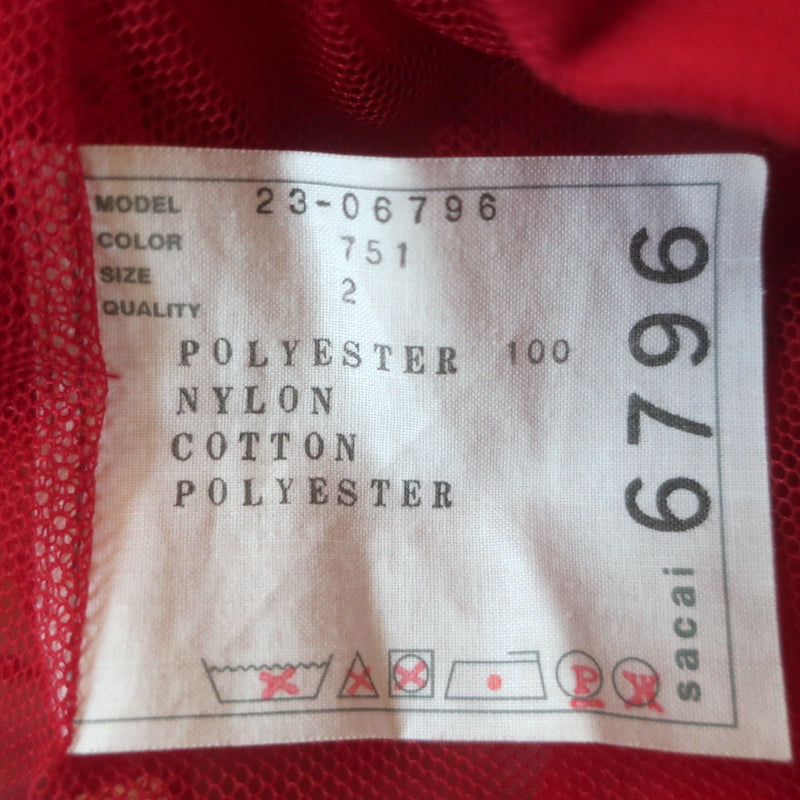 MODEL 23-06796
COLOR 751
SIZE 2
QUALITY
POLYESTER 100
NYLON
COTTON
POLYESTER
P
W
sacai 6796